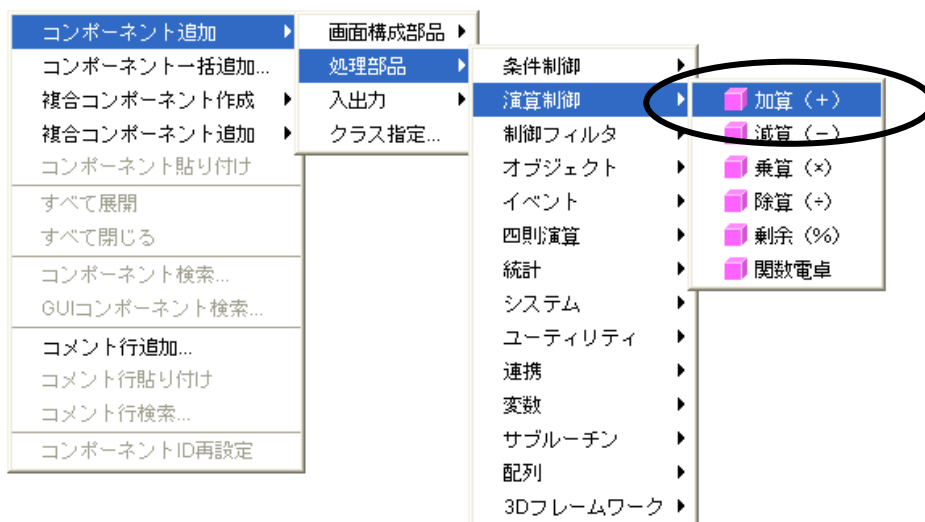 コンポーネント追加
コンポーネント一括追加...
複合コンポーネント作成
複合コンポーネント追加
コンポーネント貼り付け
すべて展開
すべて閉じる
コンポーネント検索...
GUIコンポーネント検索...
コメント行追加...
コメント行貼り付け
コメント行検索...
コンポーネントID再設定
画面構成部品
処理部品
入出力
クラス指定...
条件制御
演算制御
制御フィルタ
オブジェクト
イベント
四則演算
統計
システム
ユーティリティ
連携
変数
サブルーチン
配列
3Dフレームワーク
加算（+）
減算（-）
乗算（×）
除算（÷）
剰余（%）
関数電卓